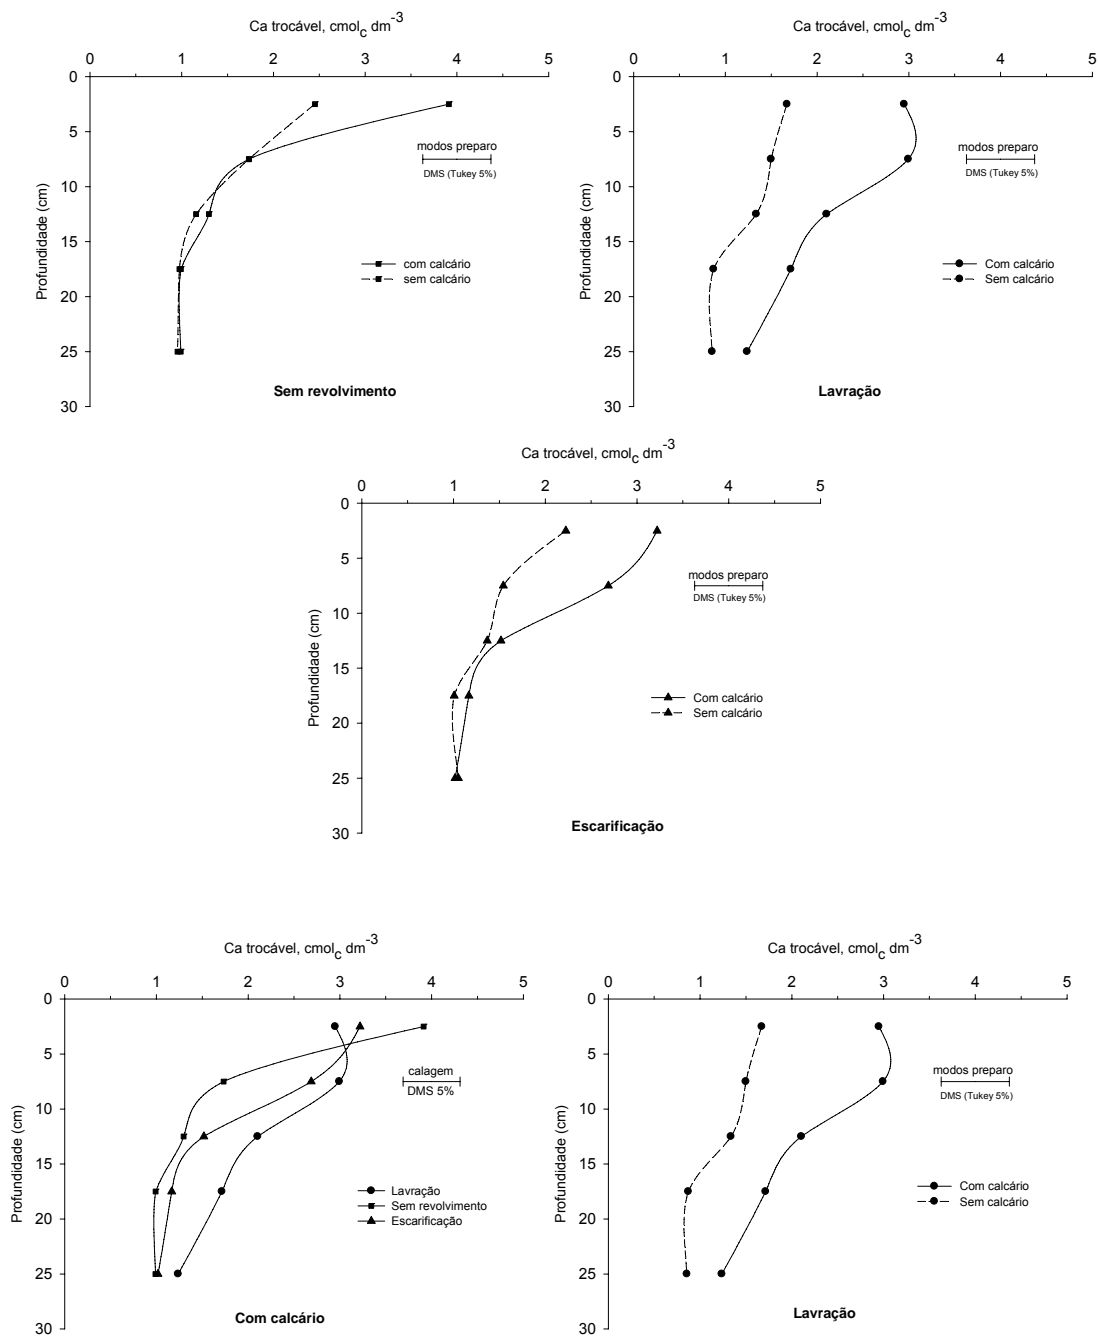 Ca trocável, cmolc dm-3
0 1 2 3 4 5
0
5
10
15
20
25
30
Profundidade (cm)
modos preparo
DMS (Tukey 5%)
com calcário
sem calcário
Sem revolvimento
Ca trocável, cmolc dm-3
0 1 2 3 4 5
0
5
10
15
20
25
30
Profundidade (cm)
modos preparo
DMS (Tukey 5%)
Com calcário
Sem calcário
Lavração
Ca trocável, cmolc dm-3
0 1 2 3 4 5
0
5
10
15
20
25
30
Profundidade (cm)
modos preparo
DMS (Tukey 5%)
Com calcário
Sem calcário
Escarificação
Ca trocável, cmolc dm-3
0 1 2 3 4 5
0
5
10
15
20
25
30
Profundidade (cm)
calagem
DMS 5%
Lavração
Sem revolvimento
Escarificação
Com calcário
Ca trocável, cmolc dm-3
0 1 2 3 4 5
0
5
10
15
20
25
30
Profundidade (cm)
modos preparo
DMS (Tukey 5%)
Com calcário
Sem calcário
Lavração